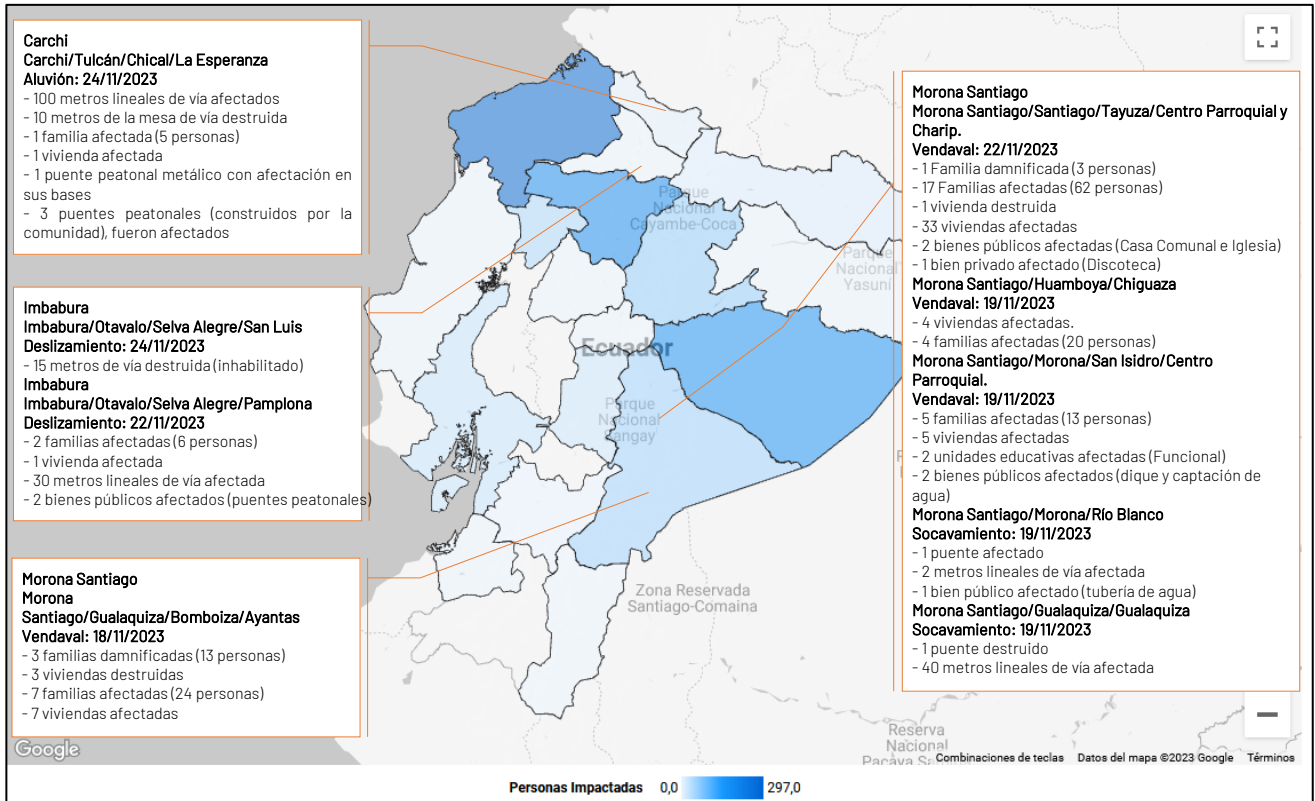 Carchi
Carchi/Tulcán/Chical/La Esperanza
Aluvión: 24/11/2023
- 100 metros lineales de vía afectados
- 10 metros de la mesa de vía destruida
- 1 familia afectada (5 personas)
- 1 vivienda afectada
- 1 puente peatonal metálico con afectación en
sus bases
- 3 puentes peatonales (construidos por la
comunidad), fueron afectados
Imbabura
Imbabura/Otavalo/Selva Alegre/San Luis
Deslizamiento: 24/11/2023
- 15 metros de vía destruida (inhabilitado)
Imbabura
Imbabura/Otavalo/Selva Alegre/Pamplona
Deslizamiento: 22/11/2023
- 2 familias afectadas (6 personas)
- 1 vivienda afectada
- 30 metros lineales de vía afectada
- 2 bienes públicos afectados (puentes peatonales)
Morona Santiago
Morona
Santiago/Gualaquiza/Bomboiza/Ayantas
Vendaval: 18/11/2023
- 3 familias damnificadas (13 personas)
- 3 viviendas destruidas
- 7 familias afectadas (24 personas)
- 7 viviendas afectadas
Parque
Nacional
Cayambe-Coca
Parque
Nacional
Yasuní
Ecuador
Parque
Nacional
Sangay
Zona Reservada
Santiago-Comaina
Reserva
Nacional
Pacaya Sa
Morona Santiago
Morona Santiago/Santiago/Tayuza/Centro Parroquial y
Charip.
Vendaval: 22/11/2023
- 1 Familia damnificada (3 personas)
- 17 Familias afectadas (62 personas)
- 1 vivienda destruida
- 33 viviendas afectadas
- 2 bienes públicos afectadas (Casa Comunal e Iglesia)
- 1 bien privado afectado (Discoteca)
Morona Santiago/Huamboya/Chiguaza
Vendaval: 19/11/2023
- 4 viviendas afectadas.
- 4 familias afectadas (20 personas)
Morona Santiago/Morona/San Isidro/Centro
Parroquial.
Vendaval: 19/11/2023
- 5 familias afectadas (13 personas)
- 5 viviendas afectadas
- 2 unidades educativas afectadas (Funcional)
- 2 bienes públicos afectados (dique y captación de
agua)
Morona Santiago/Morona/Río Blanco
Socavamiento: 19/11/2023
- 1 puente afectado
- 2 metros lineales de vía afectada
- 1 bien público afectado (tubería de agua)
Morona Santiago/Gualaquiza/Gualaquiza
Socavamiento: 19/11/2023
- 1 puente destruido
- 40 metros lineales de vía afectada
Google
Combinaciones de teclas Datos del mapa ©2023 Google Términos
Personas Impactadas 0,0 297,0